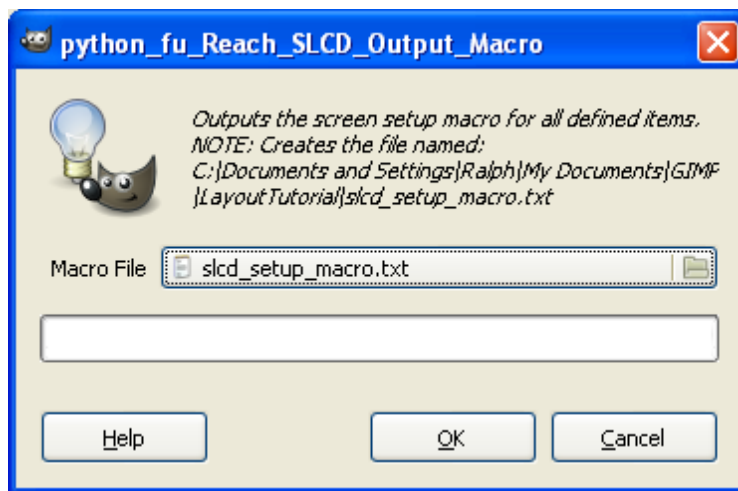 python_fu_Reach_SLCD_Output_Macro
Outputs the screen setup macro for all defined items.
NOTE: Creates the file named:
C:\Documents and Settings\Ralph\My Documents\GIMP
\LayoutTutorial\slcd_setup_macro.txt
Macro File slcd_setup_macro.txt
Help OK Cancel